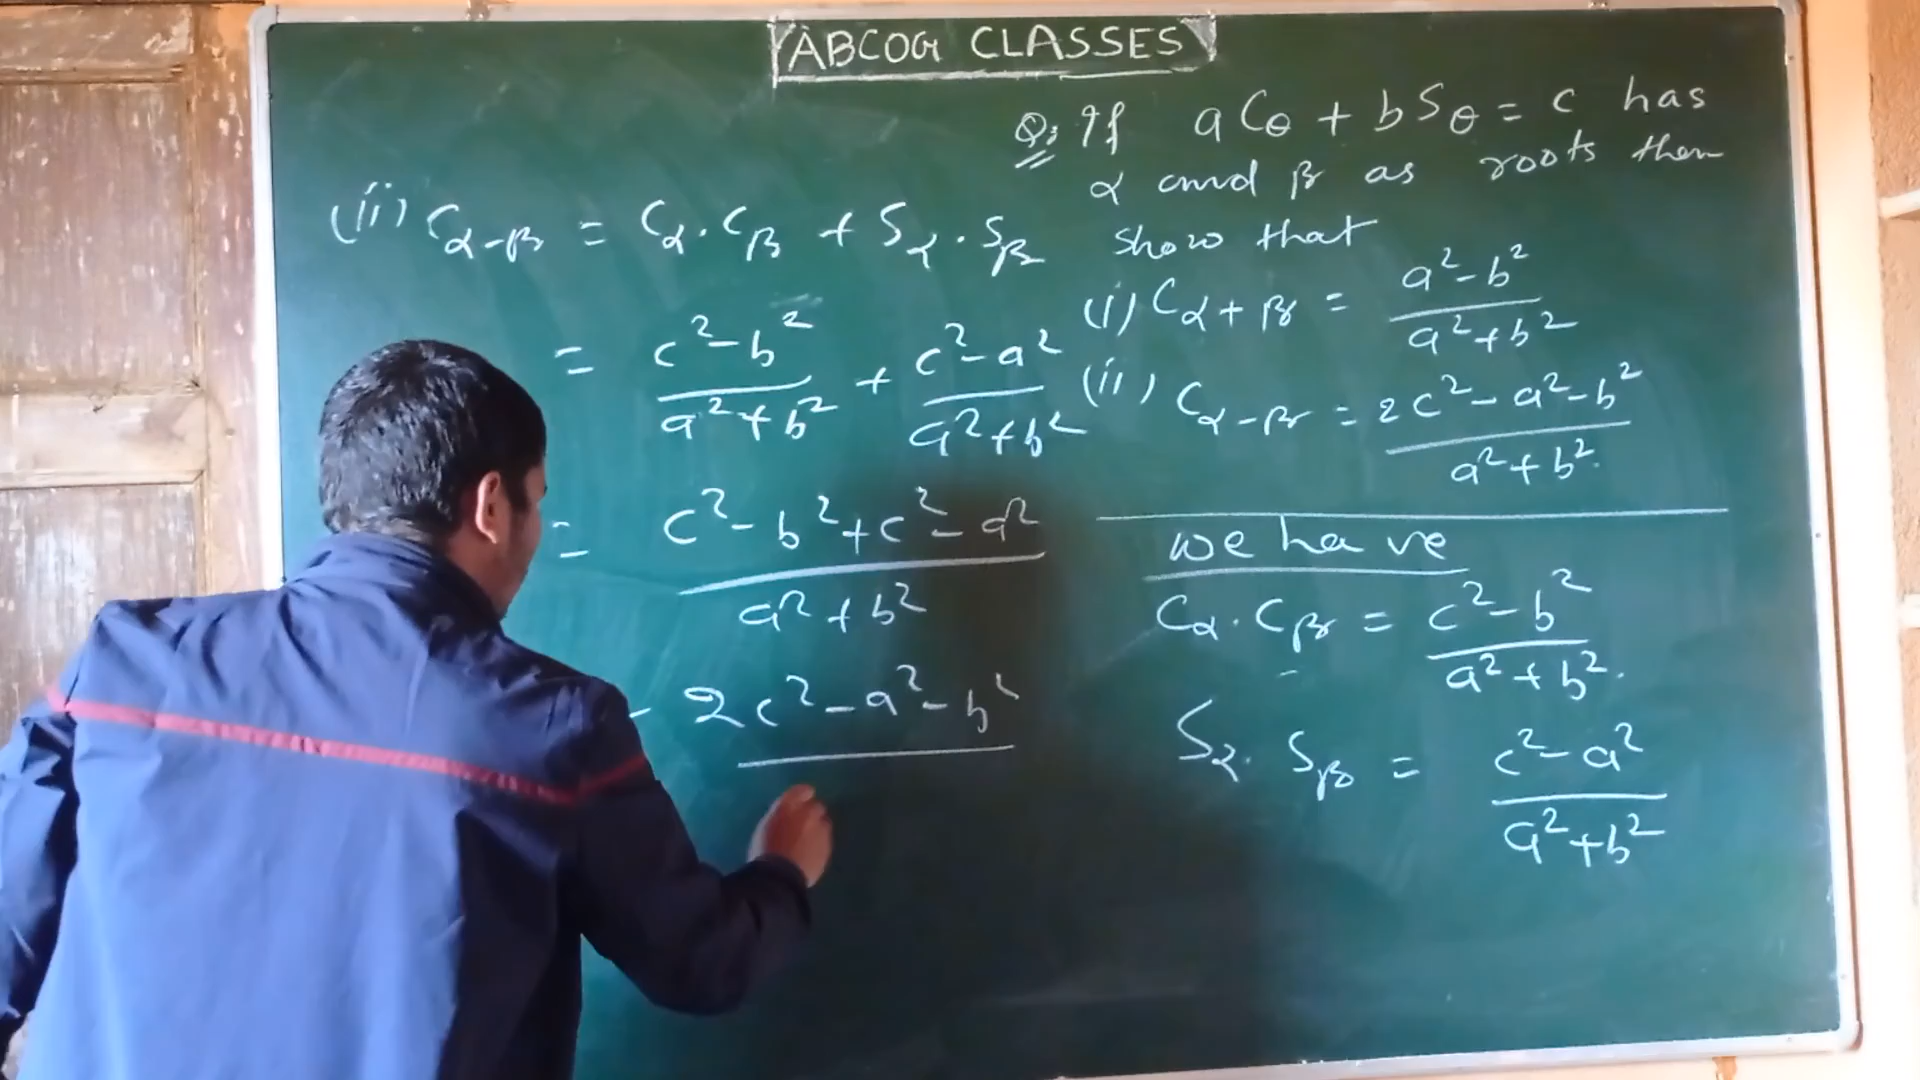 ABCOG CLASSES
Q: If aCθ + bSθ = c has
α and β as roots then
show that
(i) Cα+β = a²-b² / a²+b²
(ii) Cα-β = 2c²-a²-b² / a²+b².
we have
Cα.Cβ = c²-b² / a²+b².
Sα.Sβ = c²-a² / a²+b²
(ii) Cα-β = Cα.Cβ + Sα.Sβ
= c²-b² / a²+b² + c²-a² / a²+b²
= c²-b²+c²-a² / a²+b²
2c²-a²-b²